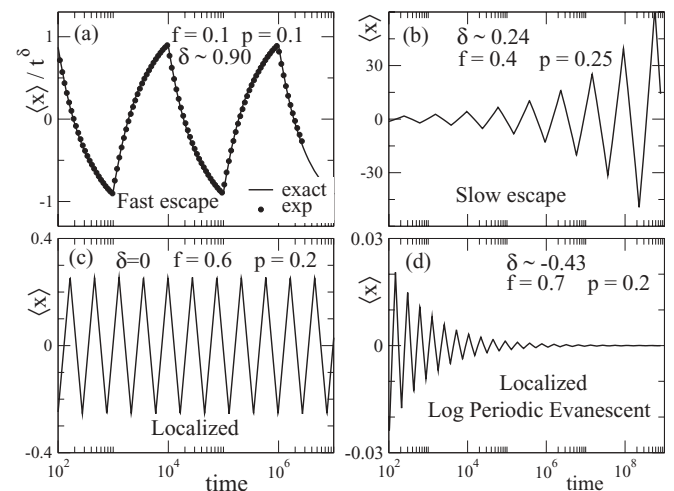 (a) f = 0.1 p = 0.1
δ ~ 0.90
⟨x⟩ / t^δ
1
0
-1
Fast escape
exact
exp
(b) δ ~ 0.24
f = 0.4 p = 0.25
⟨x⟩
30
0
-30
Slow escape
(c) δ=0 f = 0.6 p = 0.2
⟨x⟩
0.4
0
-0.4
Localized
10^2 10^4 10^6
time
(d) δ ~ -0.43
f = 0.7 p = 0.2
⟨x⟩
0.03
0
-0.03
Localized
Log Periodic Evanescent
10^2 10^4 10^6 10^8
time